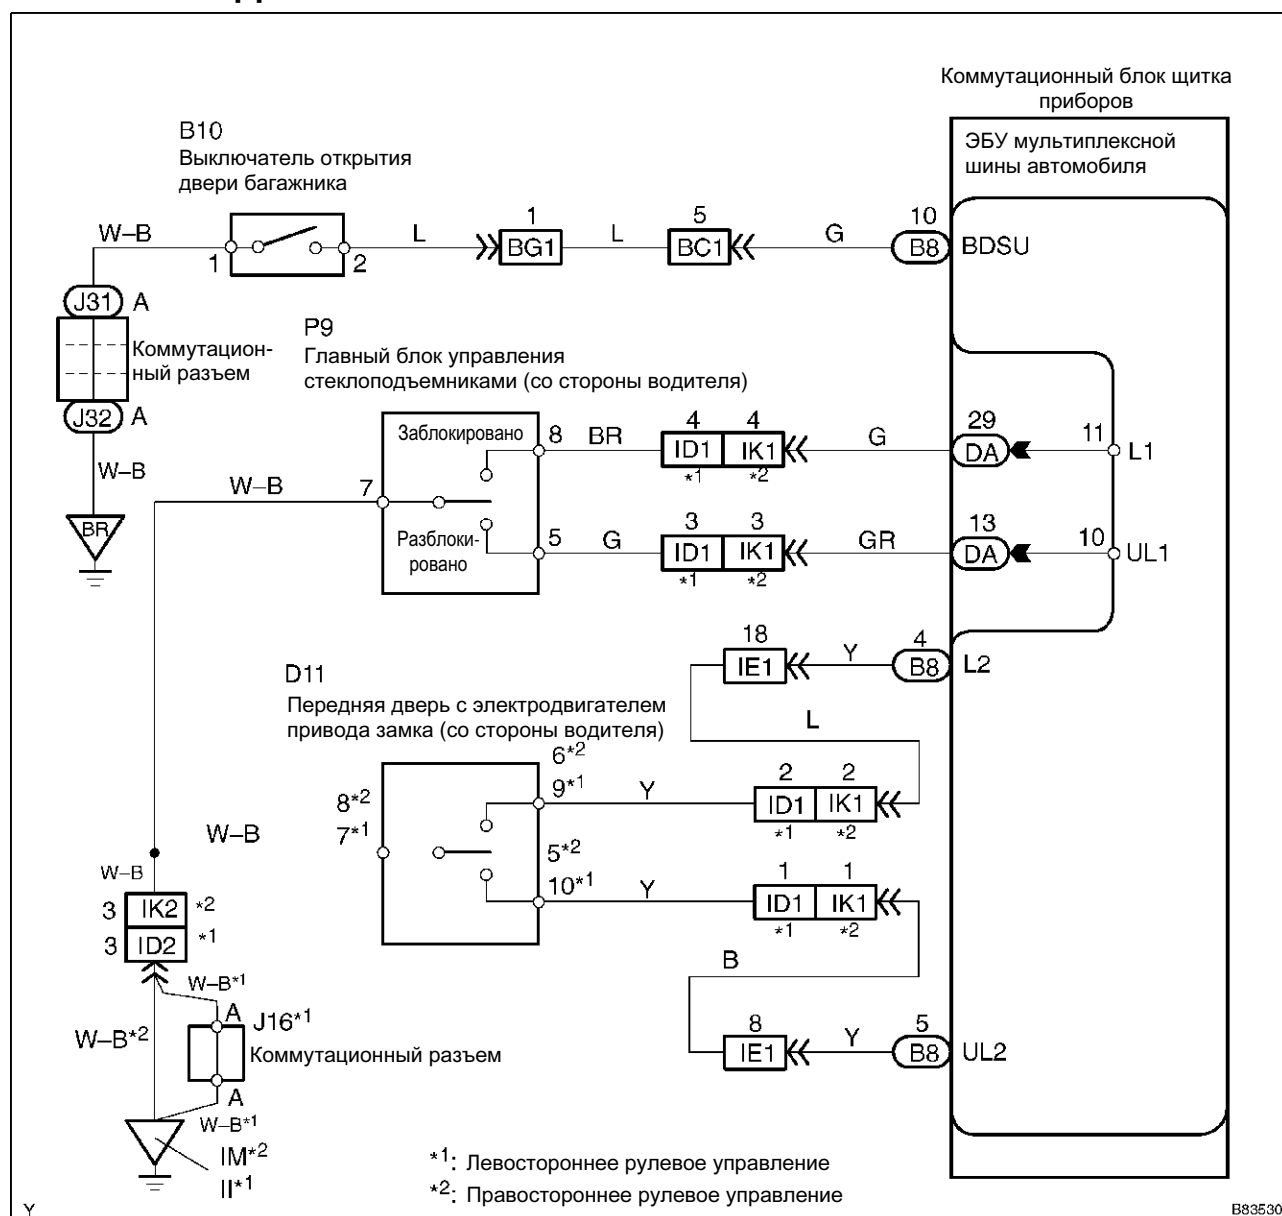 Коммутационный блок щитка
приборов
ЭБУ мультиплексной
шины автомобиля
B10
Выключатель открытия
двери багажника
W–B
1
2
L
1
BG1
L
5
BC1
G
10
B8
BDSU
J31 A
Коммутацион-
ный разъем
J32 A
W–B
BR
P9
Главный блок управления
стеклоподъемниками (со стороны водителя)
W–B
7
Заблокировано
8
BR
4 4
ID1 IK1
*1 *2
G
29
DA
11
L1
Разблоки-
ровано
5
G
3 3
ID1 IK1
*1 *2
GR
13
DA
10
UL1
18
IE1
Y
4
B8
L2
L
D11
Передняя дверь с электродвигателем
привода замка (со стороны водителя)
6*2
9*1
8*2
7*1
Y
2 2
ID1 IK1
*1 *2
5*2
10*1
Y
1 1
ID1 IK1
*1 *2
B
8
IE1
Y
5
B8
UL2
W–B
W–B
3 IK2 *2
3 ID2 *1
W–B*1
W–B*2
A
J16*1
Коммутационный разъем
A
W–B*1
IM*2
II*1
*1: Левостороннее рулевое управление
*2: Правостороннее рулевое управление
Y
B83530